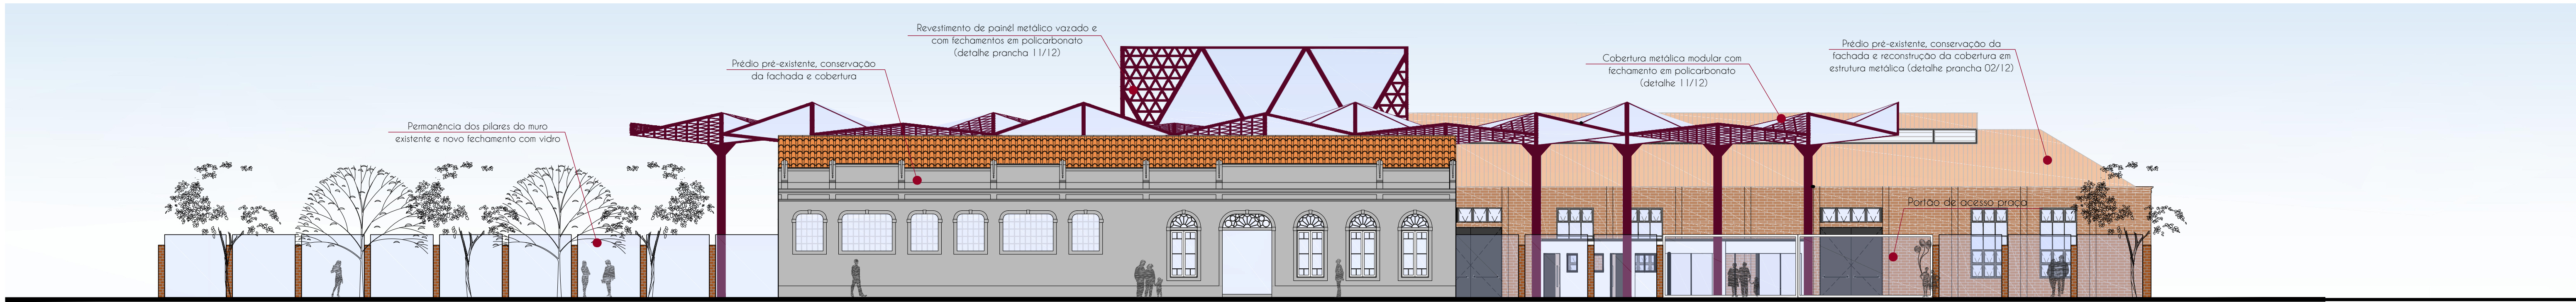 Permanência dos pilares do muro
existente e novo fechamento com vidro
Prédio pré-existente, conservação
da fachada e cobertura
Revestimento de painél metálico vazado e
com fechamentos em policarbonato
(detalhe prancha 11/12)
Cobertura metálica modular com
fechamento em policarbonato
(detalhe 11/12)
Prédio pré-existente, conservação da
fachada e reconstrução da cobertura em
estrutura metálica (detalhe prancha 02/12)
Portão de acesso praça